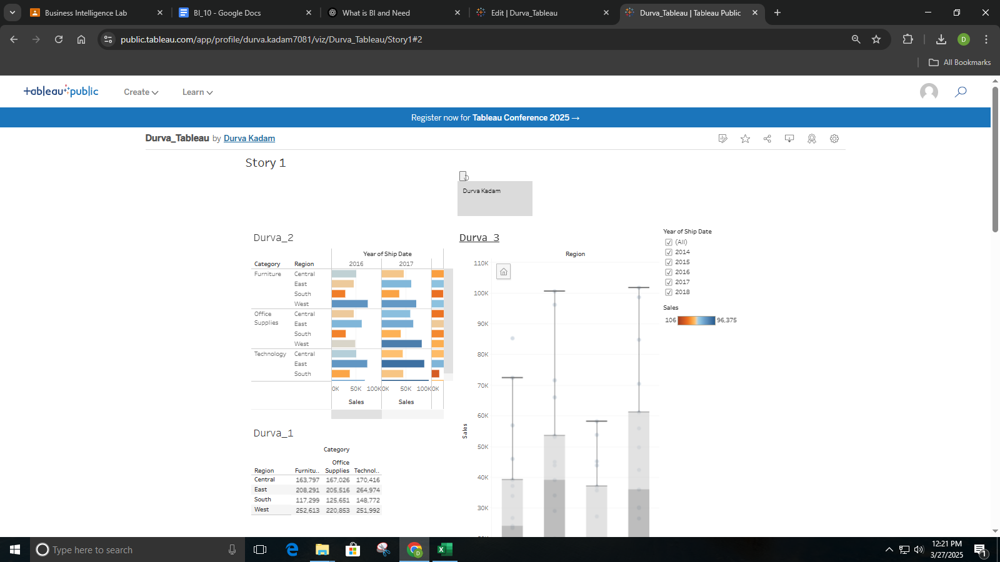 Business Intelligence Lab
BI_10 - Google Docs
What is BI and Need
Edit | Durva_Tableau
Durva_Tableau | Tableau Public
public.tableau.com/app/profile/durva.kadam7081/viz/Durva_Tableau/Story1#2
D
All Bookmarks
+ableau+public
Create
Learn
Register now for Tableau Conference 2025 →
Durva_Tableau by Durva Kadam
Story 1
Durva Kadam
Durva_2
Year of Ship Date
Category Region 2016 2017
Furniture Central
East
South
West
Office Supplies Central
East
South
West
Technology Central
East
South
0K 50K 100K 0K 50K 100K 0K
Sales Sales
Durva_1
Category
Region Furnitu.. Office Supplies Technol..
Central 163,797 167,026 170,416
East 208,291 205,516 264,974
South 117,299 125,651 148,772
West 252,613 220,853 251,992
Durva_3
Region
110K
100K
90K
80K
70K
60K
50K
40K
30K
Sales
Year of Ship Date
(All)
2014
2015
2016
2017
2018
Sales
106 96,375
Type here to search
D
12:21 PM
3/27/2025
1